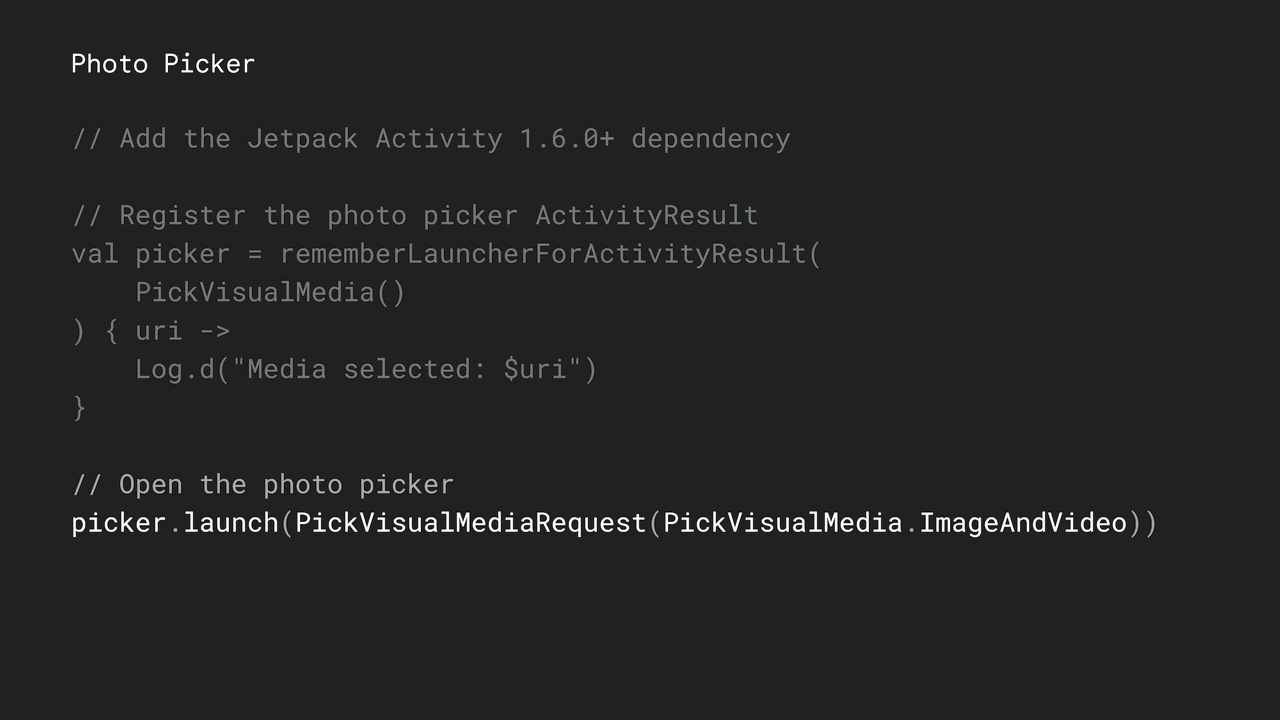 Photo Picker
// Add the Jetpack Activity 1.6.0+ dependency
// Register the photo picker ActivityResult
val picker = rememberLauncherForActivityResult(
    PickVisualMedia()
) { uri ->
    Log.d("Media selected: $uri")
}
// Open the photo picker
picker.launch(PickVisualMediaRequest(PickVisualMedia.ImageAndVideo))